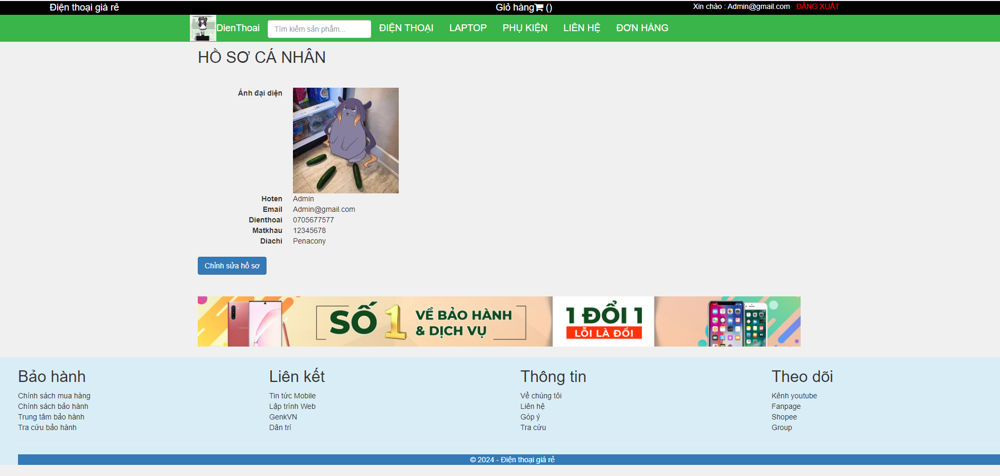 Điện thoại giá rẻ
Giỏ hàng ()
Xin chào : Admin@gmail.com ĐĂNG XUẤT
DienThoai
Tìm kiếm sản phẩm...
ĐIỆN THOẠI
LAPTOP
PHỤ KIỆN
LIÊN HỆ
ĐƠN HÀNG
HỒ SƠ CÁ NHÂN
Ảnh đại diện
Hoten Admin
Email Admin@gmail.com
Dienthoai 0705677577
Matkhau 12345678
Diachi Penacony
Chỉnh sửa hồ sơ
SỐ 1
VỀ BẢO HÀNH
& DỊCH VỤ
1 ĐỔI 1
LỖI LÀ ĐỔI
Bảo hành
Chính sách mua hàng
Chính sách bảo hành
Trung tâm bảo hành
Tra cứu bảo hành
Liên kết
Tin tức Mobile
Lập trình Web
GenkVN
Dân trí
Thông tin
Về chúng tôi
Liên hệ
Góp ý
Tra cứu
Theo dõi
Kênh youtube
Fanpage
Shopee
Group
© 2024 - Điện thoại giá rẻ